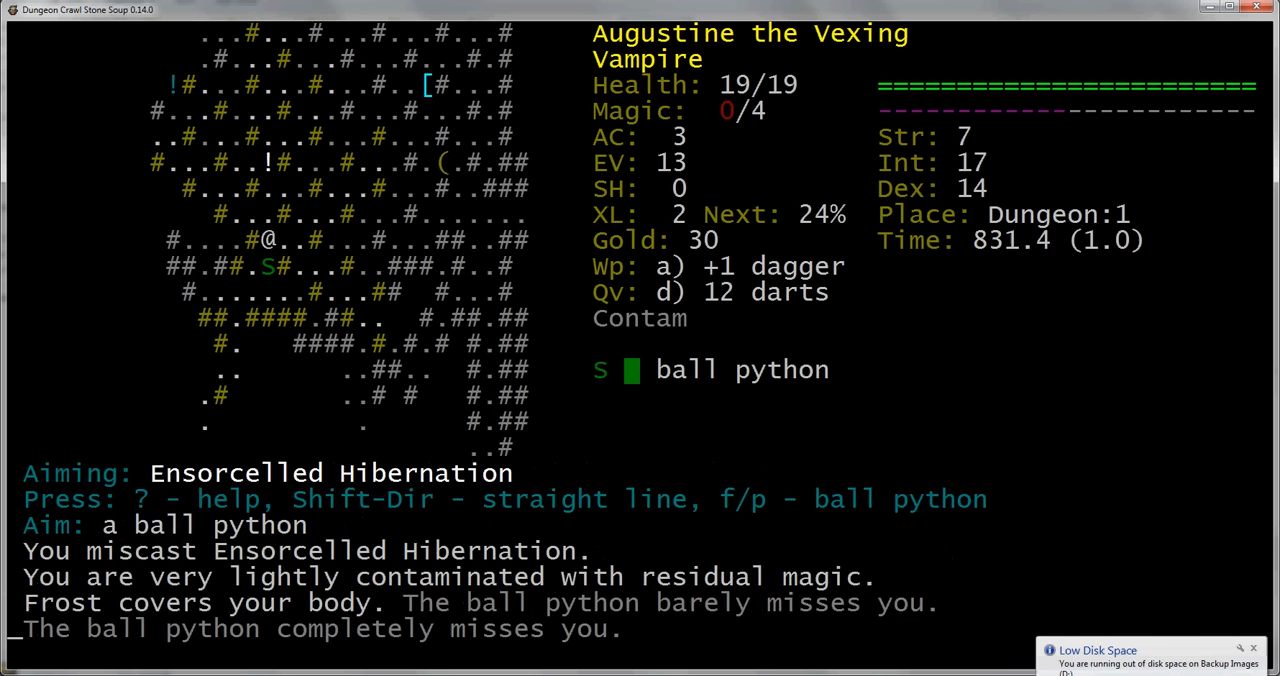 Dungeon Crawl Stone Soup 0.14.0
...#...#...#...#...# Augustine the Vexing
.#...#...#...#...#...# Vampire
!#...#...#...#..[#...# Health: 19/19 ========================
#...#...#...#...#...# Magic: 0/4 ------------------------
..#...#...#...#...#...# AC: 3 Str: 7
#...#..!#...#...#.(.#.## EV: 13 Int: 17
#...#...#...#...#..### SH: 0 Dex: 14
#...#...#...#....... XL: 2 Next: 24% Place: Dungeon:1
#....#@..#...#...##..## Gold: 30 Time: 831.4 (1.0)
##.##.S#...#..###.#..# Wp: a) +1 dagger
#.......#...## #...#...# Qv: d) 12 darts
##.####.##.. #.##.## Contam
#. ####.#.#.# #.##
.. ..##.. #.## S ball python
.# ..# # #.##
. . #.##
..#
Aiming: Ensorcelled Hibernation
Press: ? - help, Shift-Dir - straight line, f/p - ball python
Aim: a ball python
You miscast Ensorcelled Hibernation.
You are very lightly contaminated with residual magic.
Frost covers your body. The ball python barely misses you.
_The ball python completely misses you.
Low Disk Space
You are running out of disk space on Backup Images
(D:)